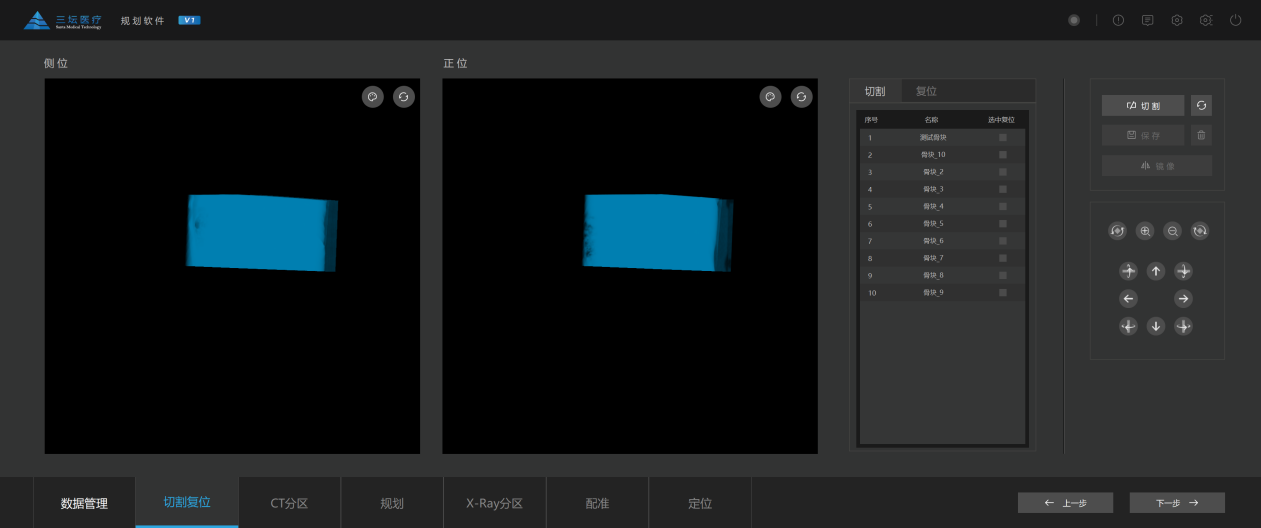 三坛医疗
Santan Medical Technology
规划软件
V1
侧位
正位
切割
复位
序号 名称 选中复位
1 测试骨块
2 骨块_10
3 骨块_2
4 骨块_3
5 骨块_4
6 骨块_5
7 骨块_6
8 骨块_7
9 骨块_8
10 骨块_9
切割
保存
镜像
数据管理
切割复位
CT分区
规划
X-Ray分区
配准
定位
← 上一步
下一步 →